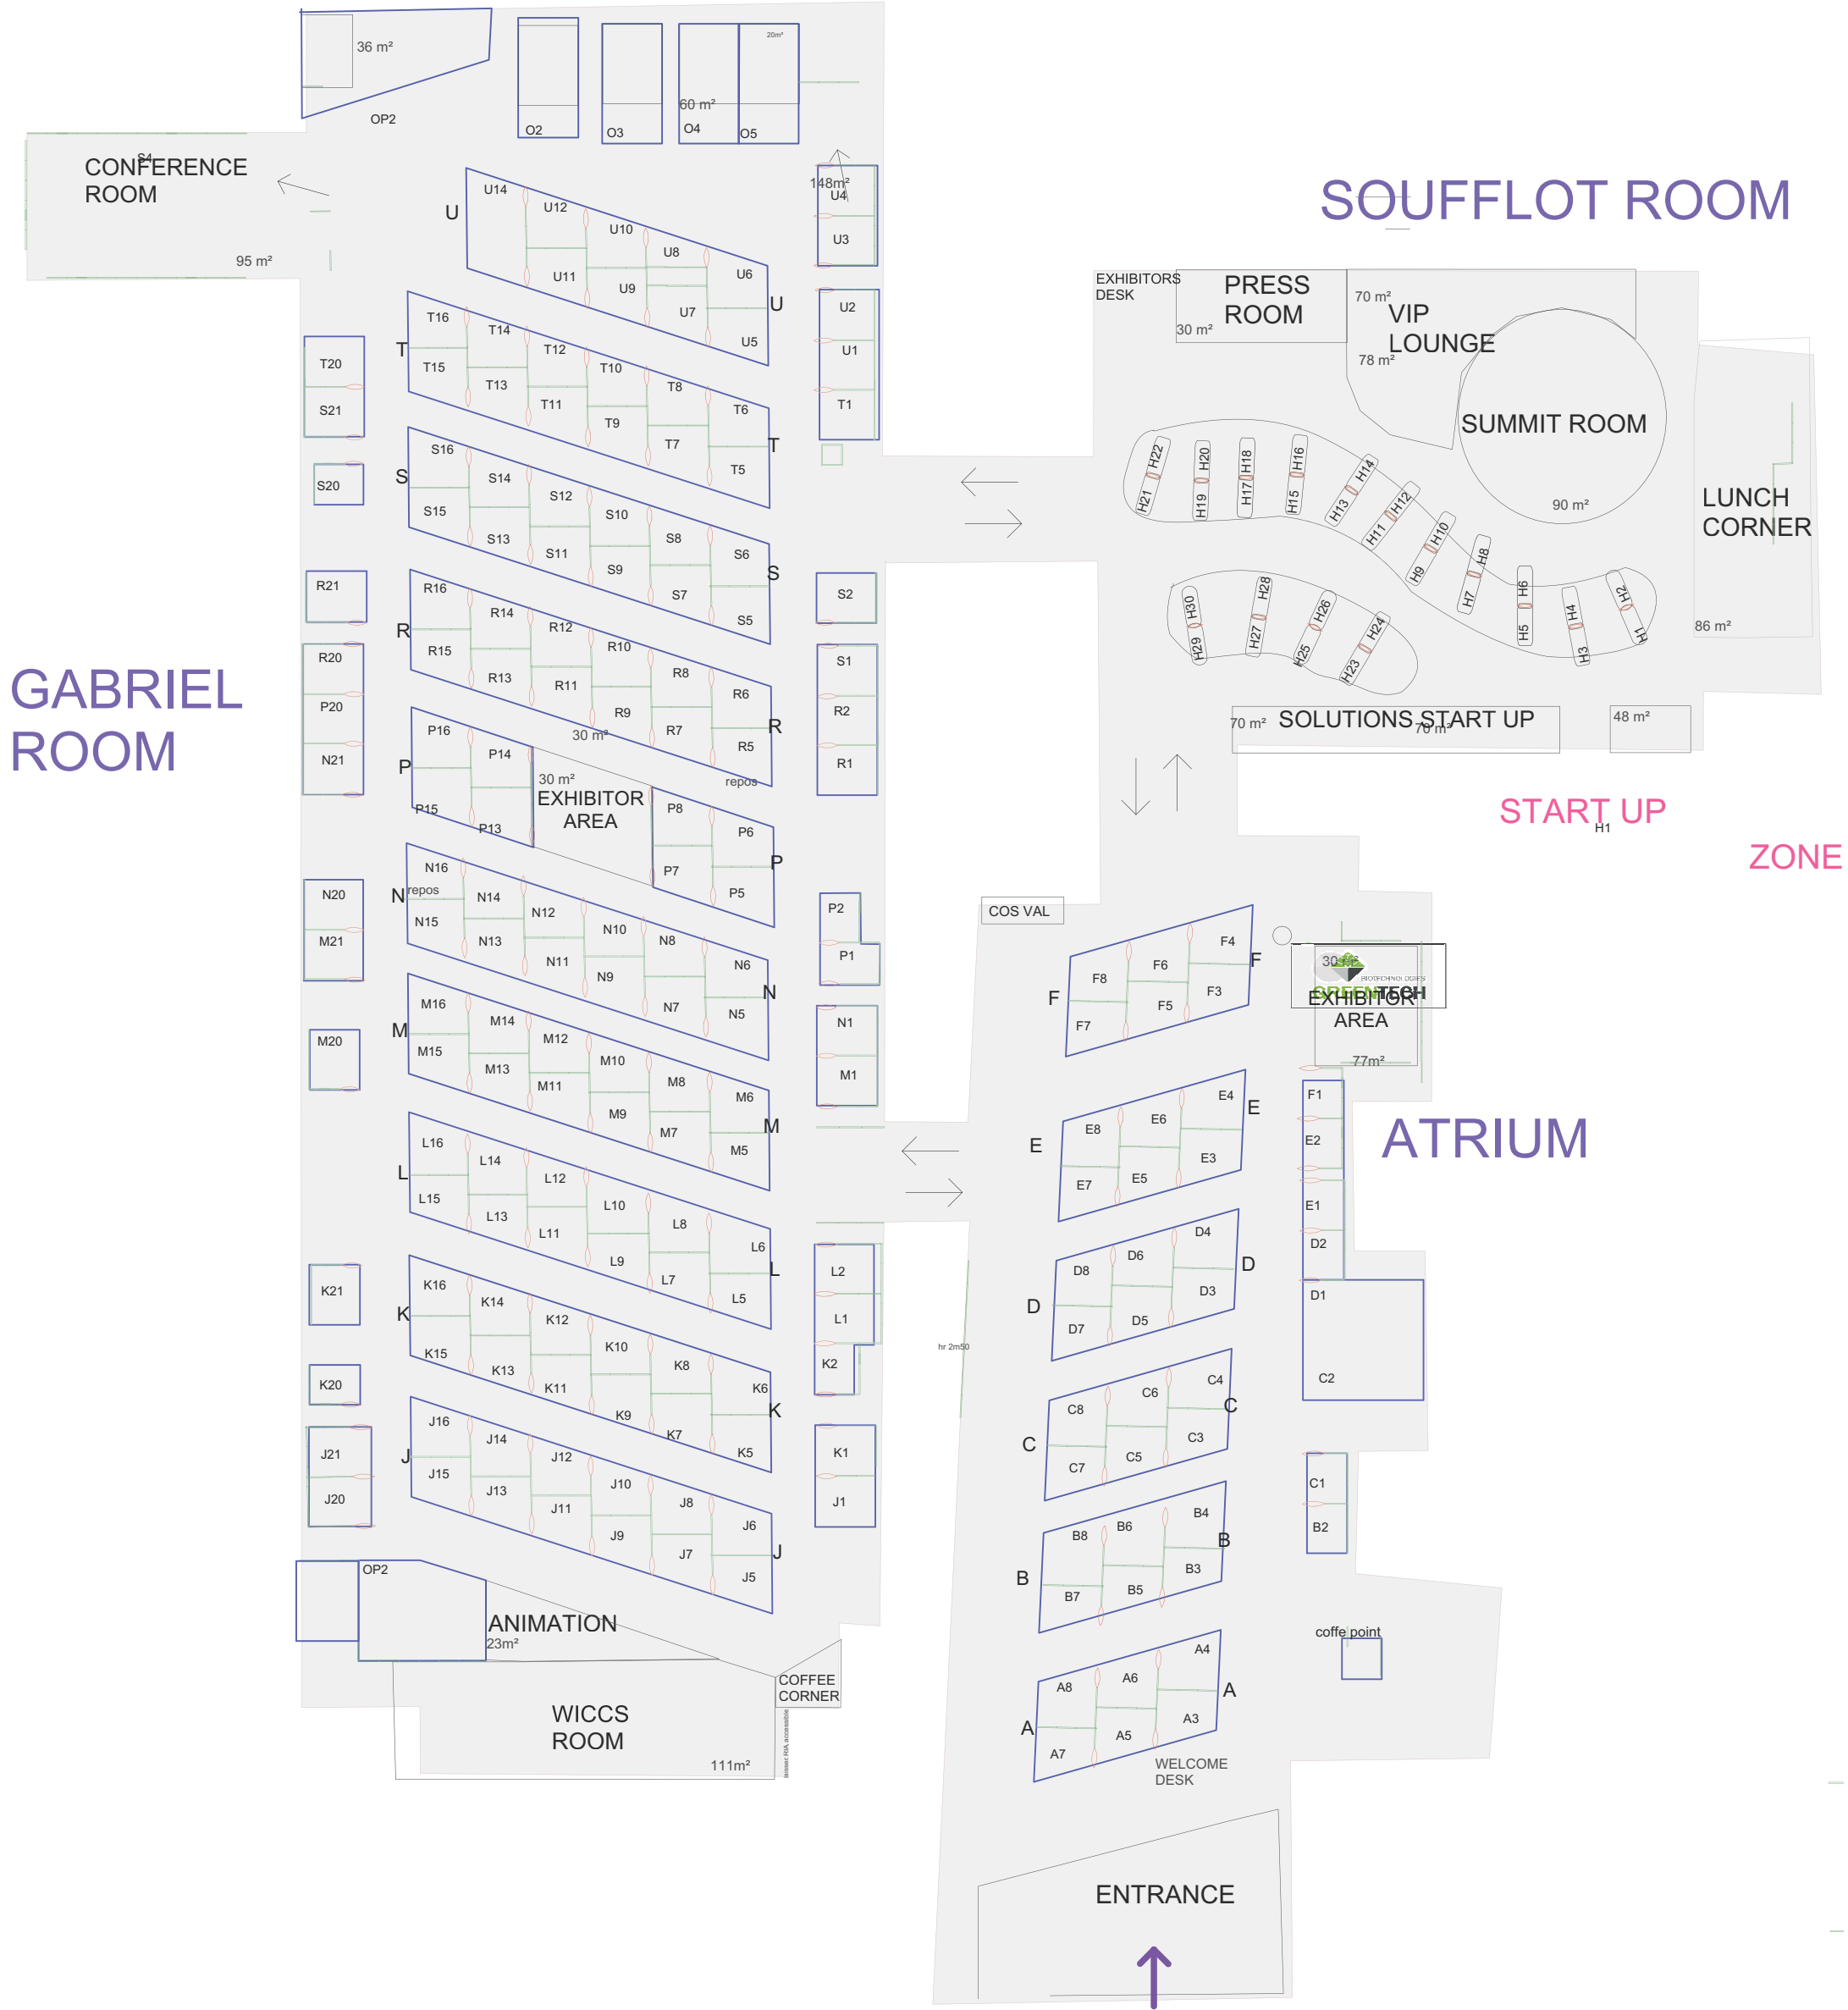 36 m²
OP2
O2
O3
60 m²
O4
20m²
O5
CONFERENCE
ROOM
S4
95 m²
148m²
U4
U3
U2
U1
T1
U
U14
U12
U10
U8
U6
U11
U9
U7
U5
U
T
T16
T14
T12
T10
T8
T6
T15
T13
T11
T9
T7
T5
T
T20
S21
S20
S
S16
S14
S12
S10
S8
S6
S15
S13
S11
S9
S7
S5
S
R21
S2
R
R16
R14
R12
R10
R8
R6
R15
R13
R11
R9
R7
R5
R
30 m²
repos
R20
P20
N21
S1
R2
R1
GABRIEL
ROOM
P
P16
P14
P15
P13
30 m²
EXHIBITOR
AREA
P8
P6
P7
P5
P
N
N16
repos
N14
N12
N10
N8
N6
N15
N13
N11
N9
N7
N5
N
N20
M21
P2
P1
N1
M1
M20
M
M16
M14
M12
M10
M8
M6
M15
M13
M11
M9
M7
M5
M
L
L16
L14
L12
L10
L8
L6
L15
L13
L11
L9
L7
L5
L
K21
L2
L1
K2
K
K16
K14
K12
K10
K8
K6
K15
K13
K11
K9
K7
K5
K
K20
J21
J20
K1
J1
J
J16
J14
J12
J10
J8
J6
J15
J13
J11
J9
J7
J5
J
OP2
ANIMATION
23m²
WICCS
ROOM
111m²
COFFEE
CORNER
RIA accessible
SOUFFLOT ROOM
EXHIBITORS
DESK
PRESS
ROOM
30 m²
70 m²
VIP
LOUNGE
78 m²
SUMMIT ROOM
90 m²
LUNCH
CORNER
86 m²
H22
H21
H20
H19
H18
H17
H16
H15
H14
H13
H12
H11
H10
H9
H8
H7
H6
H5
H4
H3
H2
H1
H30
H29
H28
H27
H26
H25
H24
H23
70 m²
SOLUTIONS START UP
70 m²
48 m²
START UP
H1
ZONE
COS VAL
F
F8
F6
F4
F7
F5
F3
F
30 m²
BIOTECHNOLOGIES
GREENTECH
EXHIBITOR
AREA
77m²
ATRIUM
E
E8
E6
E4
E7
E5
E3
E
F1
E2
E1
D2
D1
C2
D
D8
D6
D4
D7
D5
D3
D
hr 2m50
C
C8
C6
C4
C7
C5
C3
C
C1
B2
B
B8
B6
B4
B7
B5
B3
B
coffe point
A
A8
A6
A4
A7
A5
A3
A
WELCOME
DESK
ENTRANCE